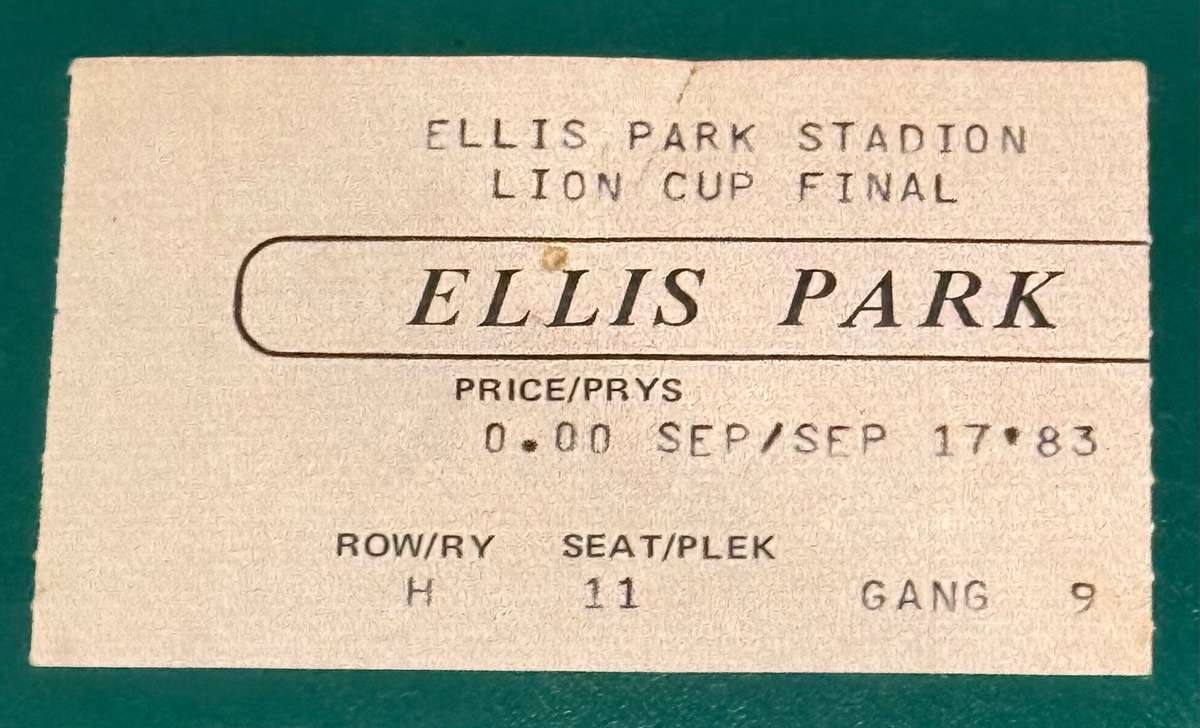 ELLIS PARK STADION
LION CUP FINAL
ELLIS PARK
PRICE/PRYS
0.00 SEP/SEP 17'83
ROW/RY SEAT/PLEK
H 11 GANG 9